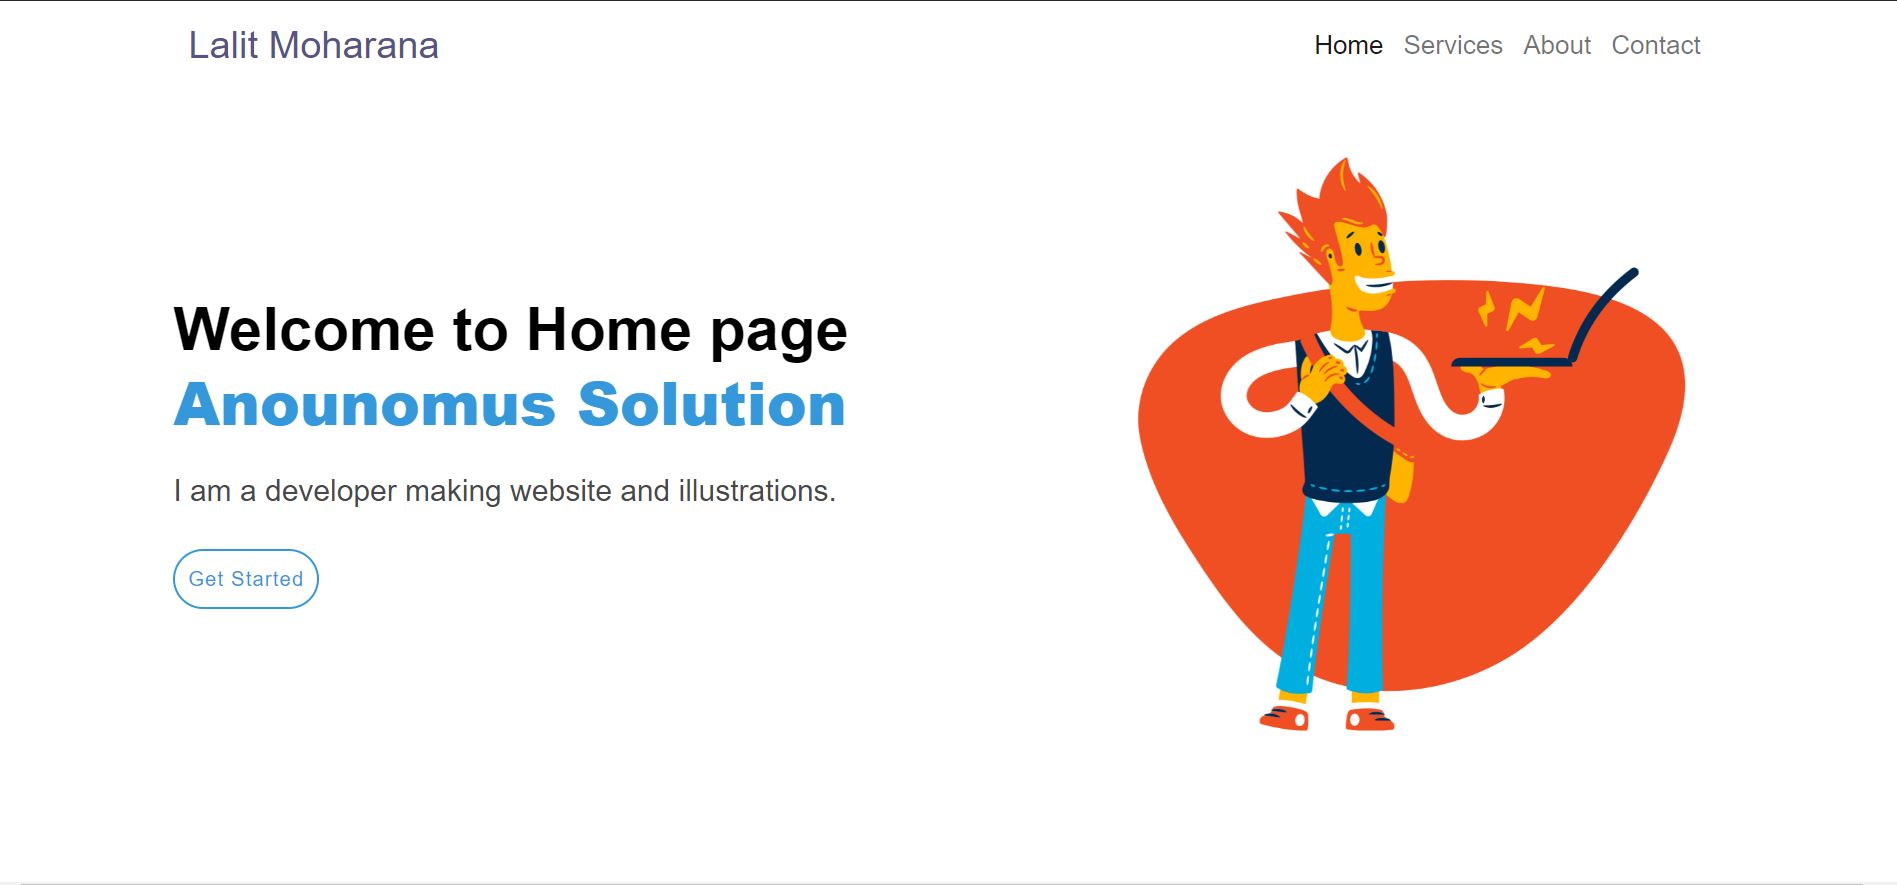 Lalit Moharana
Home Services About Contact
Welcome to Home page
Anounomus Solution
I am a developer making website and illustrations.
Get Started